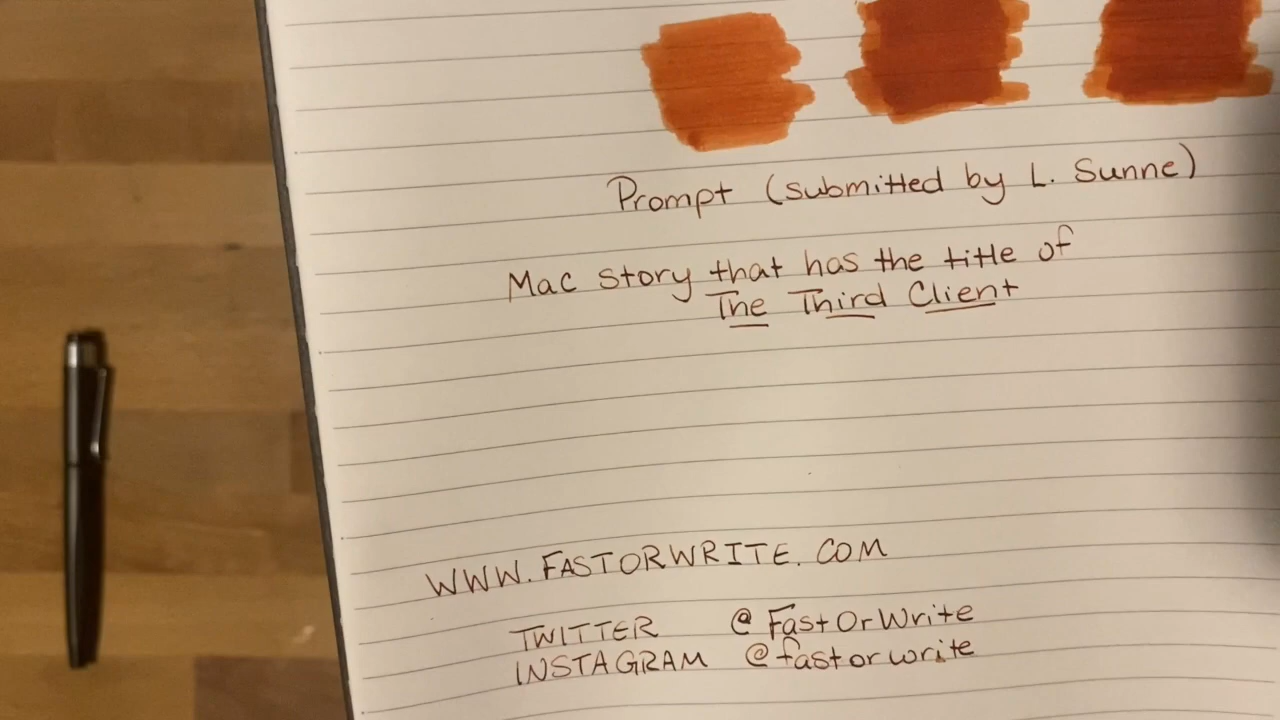 Prompt (submitted by L. Sunne)
Mac story that has the title of
The Third Client
WWW.FASTORWRITE.COM
TWITTER @FastOrWrite
INSTAGRAM @fastorwrite